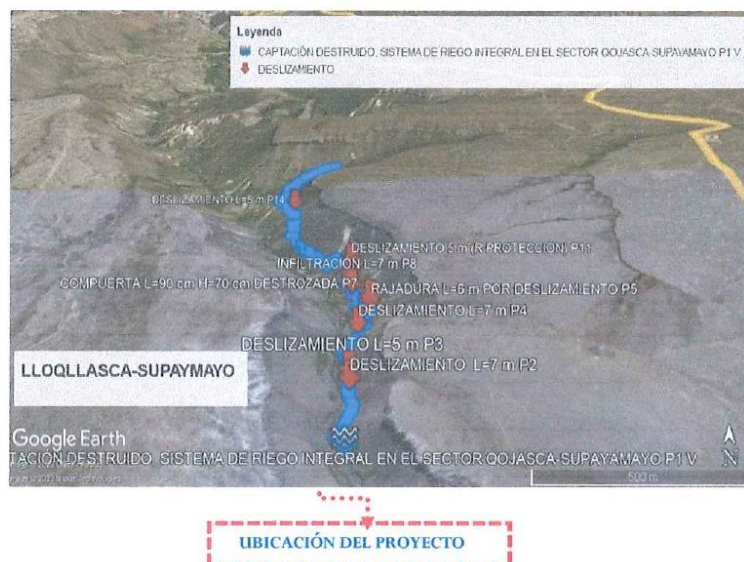 Leyenda
CAPTACIÓN DESTRUIDO, SISTEMA DE RIEGO INTEGRAL EN EL SECTOR QOJASCA-SUPAYAMAYO P1 V
DESLIZAMIENTO
DESLIZAMIENTO L=5 m P14
DESLIZAMIENTO 5 m (R PROTECCIÓN) P11
INFILTRACIÓN L=7 m P8
COMPUERTA L=90 cm H=70 cm DESTROZADA P7
RAJADURA L=6 m POR DESLIZAMIENTO P5
DESLIZAMIENTO L=7 m P4
DESLIZAMIENTO L=5 m P3
DESLIZAMIENTO L=7 m P2
LLOQLLASCA-SUPAYMAYO
Google Earth
TACIÓN DESTRUIDO, SISTEMA DE RIEGO INTEGRAL EN EL SECTOR QOJASCA-SUPAYAMAYO P1 V
N
500 m
UBICACIÓN DEL PROYECTO